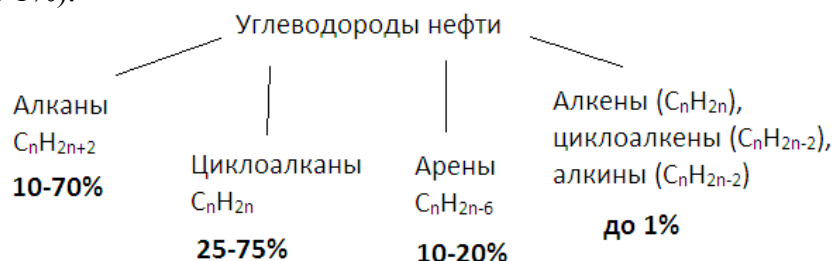 Углеводороды нефти
Алканы
CnH2n+2
10-70%
Циклоалканы
CnH2n
25-75%
Арены
CnH2n-6
10-20%
Алкены (CnH2n),
циклоалкены (CnH2n-2),
алкины (CnH2n-2)
до 1%